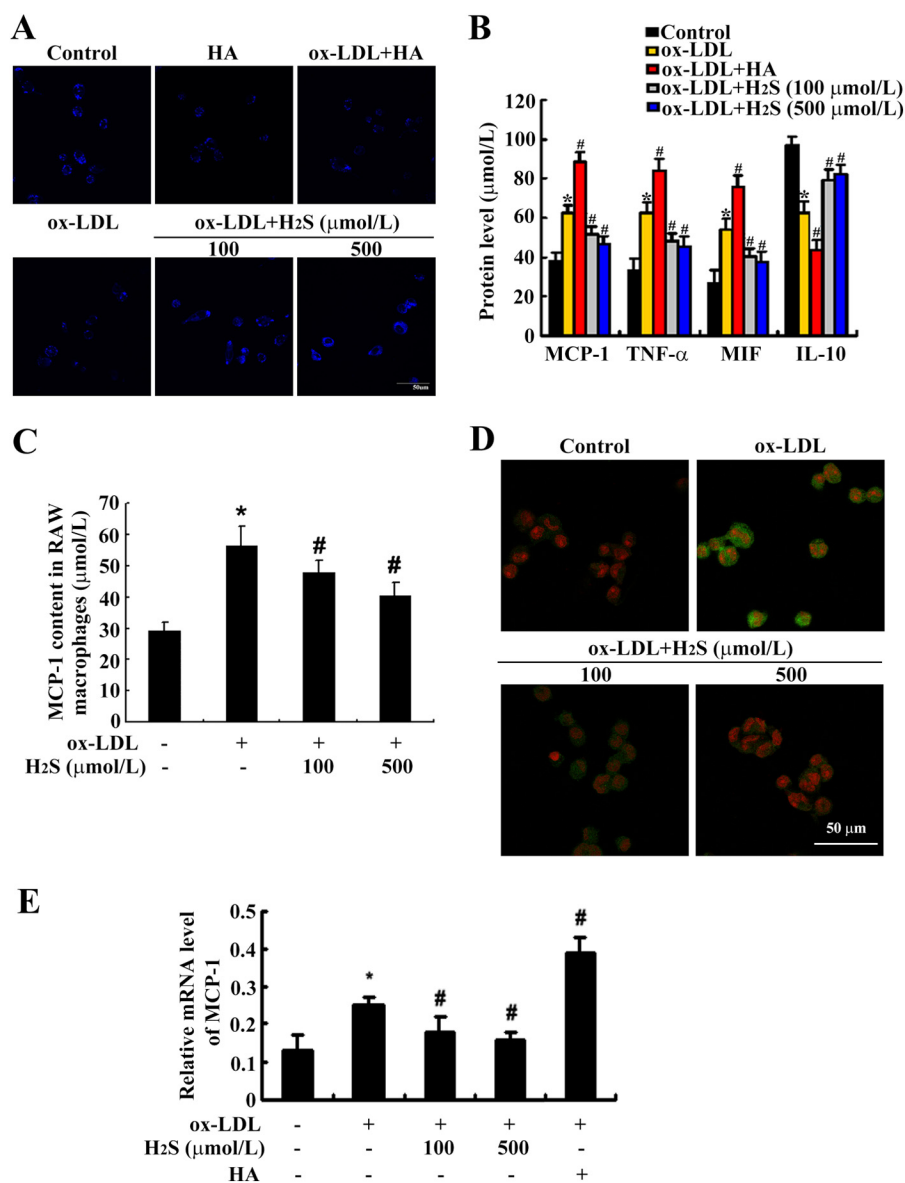 A
Control HA ox-LDL+HA
ox-LDL ox-LDL+H2S (μmol/L)
100 500
50um
B
Control
ox-LDL
ox-LDL+HA
ox-LDL+H2S (100 μmol/L)
ox-LDL+H2S (500 μmol/L)
Protein level (μmol/L)
120
100
80
60
40
20
0
* # # #
* # # #
* # # #
* # # #
MCP-1 TNF-α MIF IL-10
C
MCP-1 content in RAW
macrophages (μmol/L)
70
60
50
40
30
20
10
0
* # #
ox-LDL - + + +
H2S (μmol/L) - - 100 500
D
Control ox-LDL
ox-LDL+H2S (μmol/L)
100 500
50 μm
E
Relative mRNA level
of MCP-1
0.5
0.4
0.3
0.2
0.1
0
* # # #
ox-LDL - + + + +
H2S (μmol/L) - - 100 500 -
HA - - - - +